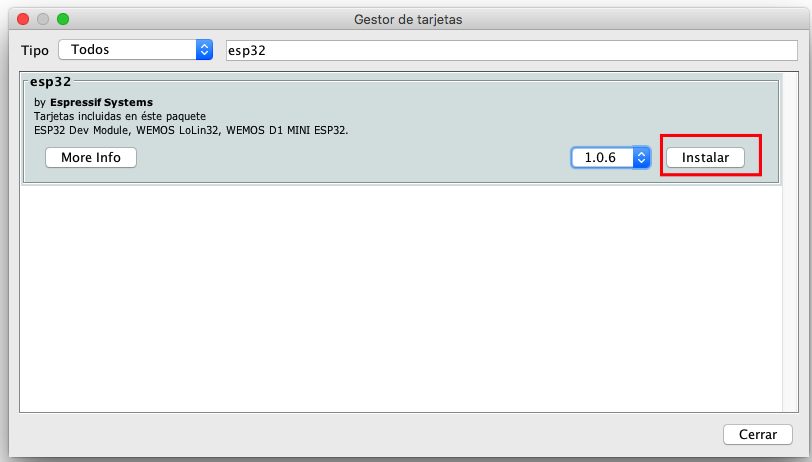 Gestor de tarjetas
Tipo Todos esp32
esp32
by Espressif Systems
Tarjetas incluidas en éste paquete
ESP32 Dev Module, WEMOS LoLin32, WEMOS D1 MINI ESP32.
More Info 1.0.6 Instalar
Cerrar